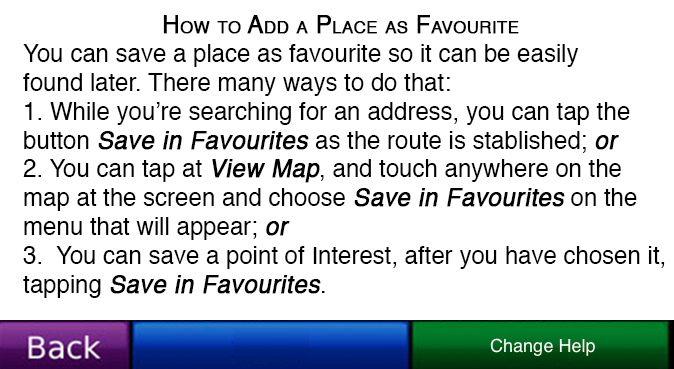 How to Add a Place as Favourite
You can save a place as favourite so it can be easily
found later. There many ways to do that:
1. While you’re searching for an address, you can tap the
button Save in Favourites as the route is stablished; or
2. You can tap at View Map, and touch anywhere on the
map at the screen and choose Save in Favourites on the
menu that will appear; or
3.  You can save a point of Interest, after you have chosen it,
tapping Save in Favourites.
Back
Change Help